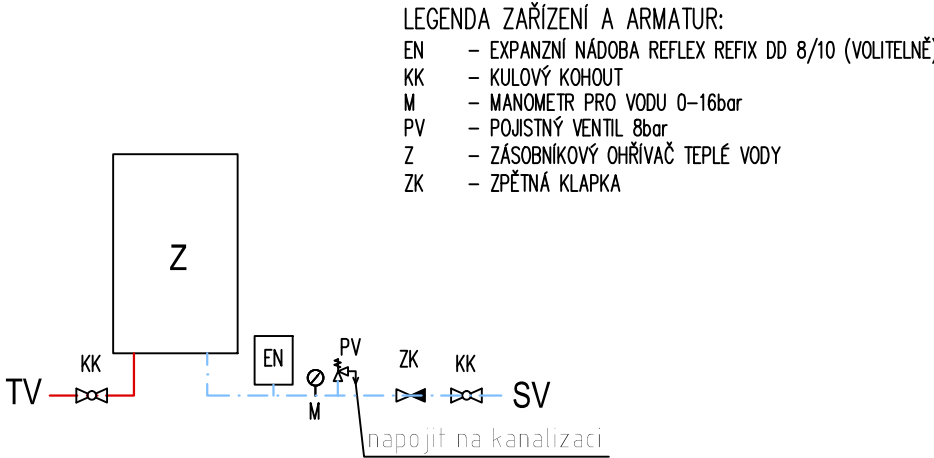 LEGENDA ZAŘÍZENÍ A ARMATUR:
EN – EXPANZNÍ NÁDOBA REFLEX REFIX DD 8/10 (VOLITELNĚ)
KK – KULOVÝ KOHOUT
M – MANOMETR PRO VODU 0–16bar
PV – POJISTNÝ VENTIL 8bar
Z – ZÁSOBNÍKOVÝ OHŘÍVAČ TEPLÉ VODY
ZK – ZPĚTNÁ KLAPKA
Z
KK
EN
PV
ZK
KK
TV
M
SV
napojit na kanalizaci